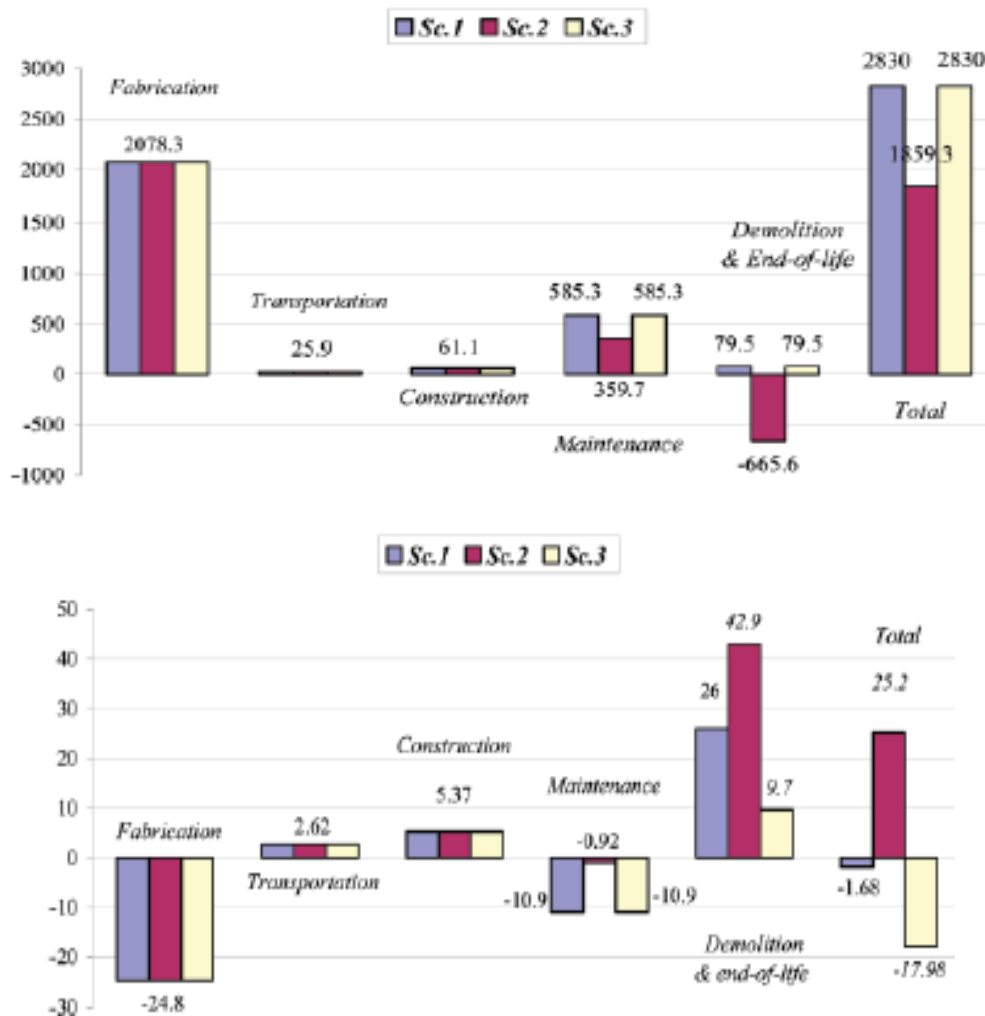 Sc.1 Sc.2 Sc.3
3000
2500
2000
1500
1000
500
0
-500
-1000
Fabrication
2078.3
Transportation
25.9
61.1
Construction
585.3 585.3
359.7
Maintenance
Demolition
& End-of-life
79.5 79.5
-665.6
2830 2830
1859.3
Total
Sc.1 Sc.2 Sc.3
50
40
30
20
10
0
-10
-20
-30
Fabrication
-24.8
2.62
Transportation
Construction
5.37
Maintenance
-0.92
-10.9 -10.9
42.9
26
9.7
Demolition
& end-of-life
Total
25.2
-1.68
-17.98